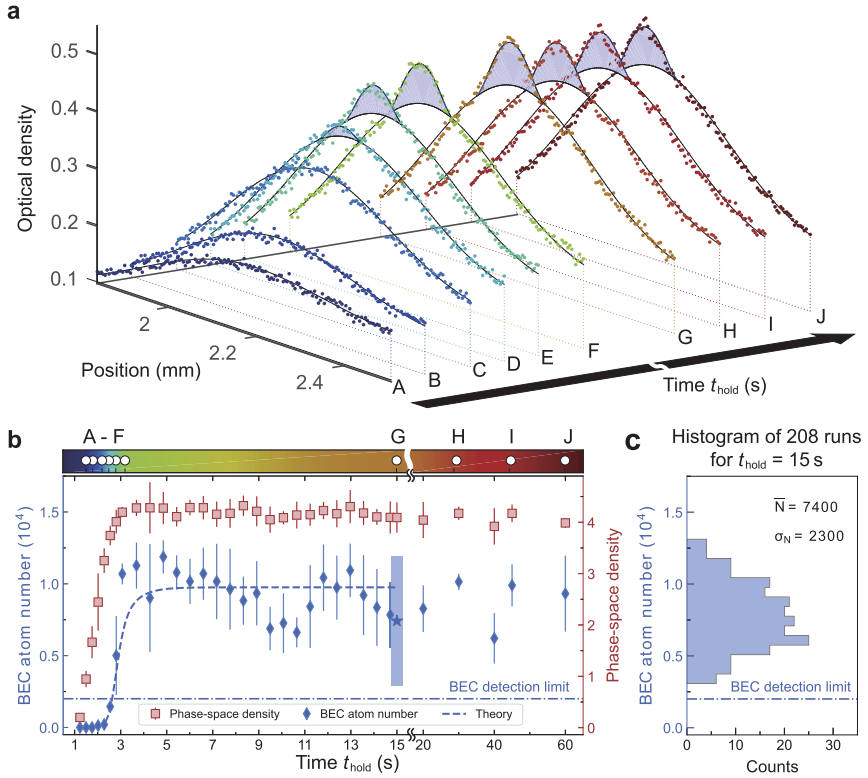 a
0.5
0.4
0.3
0.2
0.1
Optical density
2
2.2
2.4
Position (mm)
A
B
C
D
E
F
G
H
I
J
Time t_hold (s)
b
A - F
G
H
I
J
BEC atom number (10⁴)
1.0
0.5
0.0
4
3
2
1
0
Phase-space density
BEC detection limit
Phase-space density
BEC atom number
Theory
1
3
5
7
9
11
13
15
20
40
60
Time t_hold (s)
c
Histogram of 208 runs
for t_hold = 15 s
N̅ = 7400
σ_N = 2300
BEC atom number (10⁴)
1.0
0.5
0.0
BEC detection limit
0
10
20
30
Counts